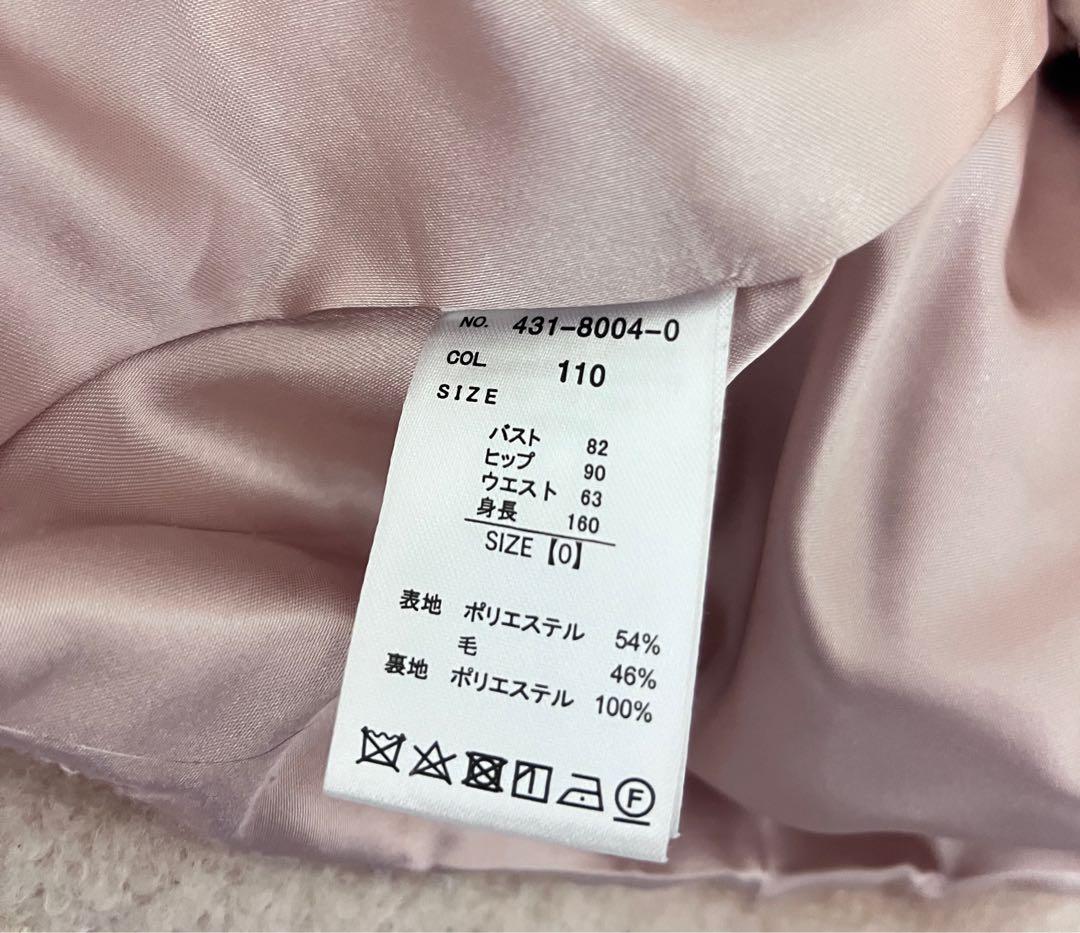 NO. 431-8004-0
COL 110
SIZE
バスト 82
ヒップ 90
ウエスト 63
身長 160
SIZE【0】
表地 ポリエステル 54%
毛 46%
裏地 ポリエステル 100%
F